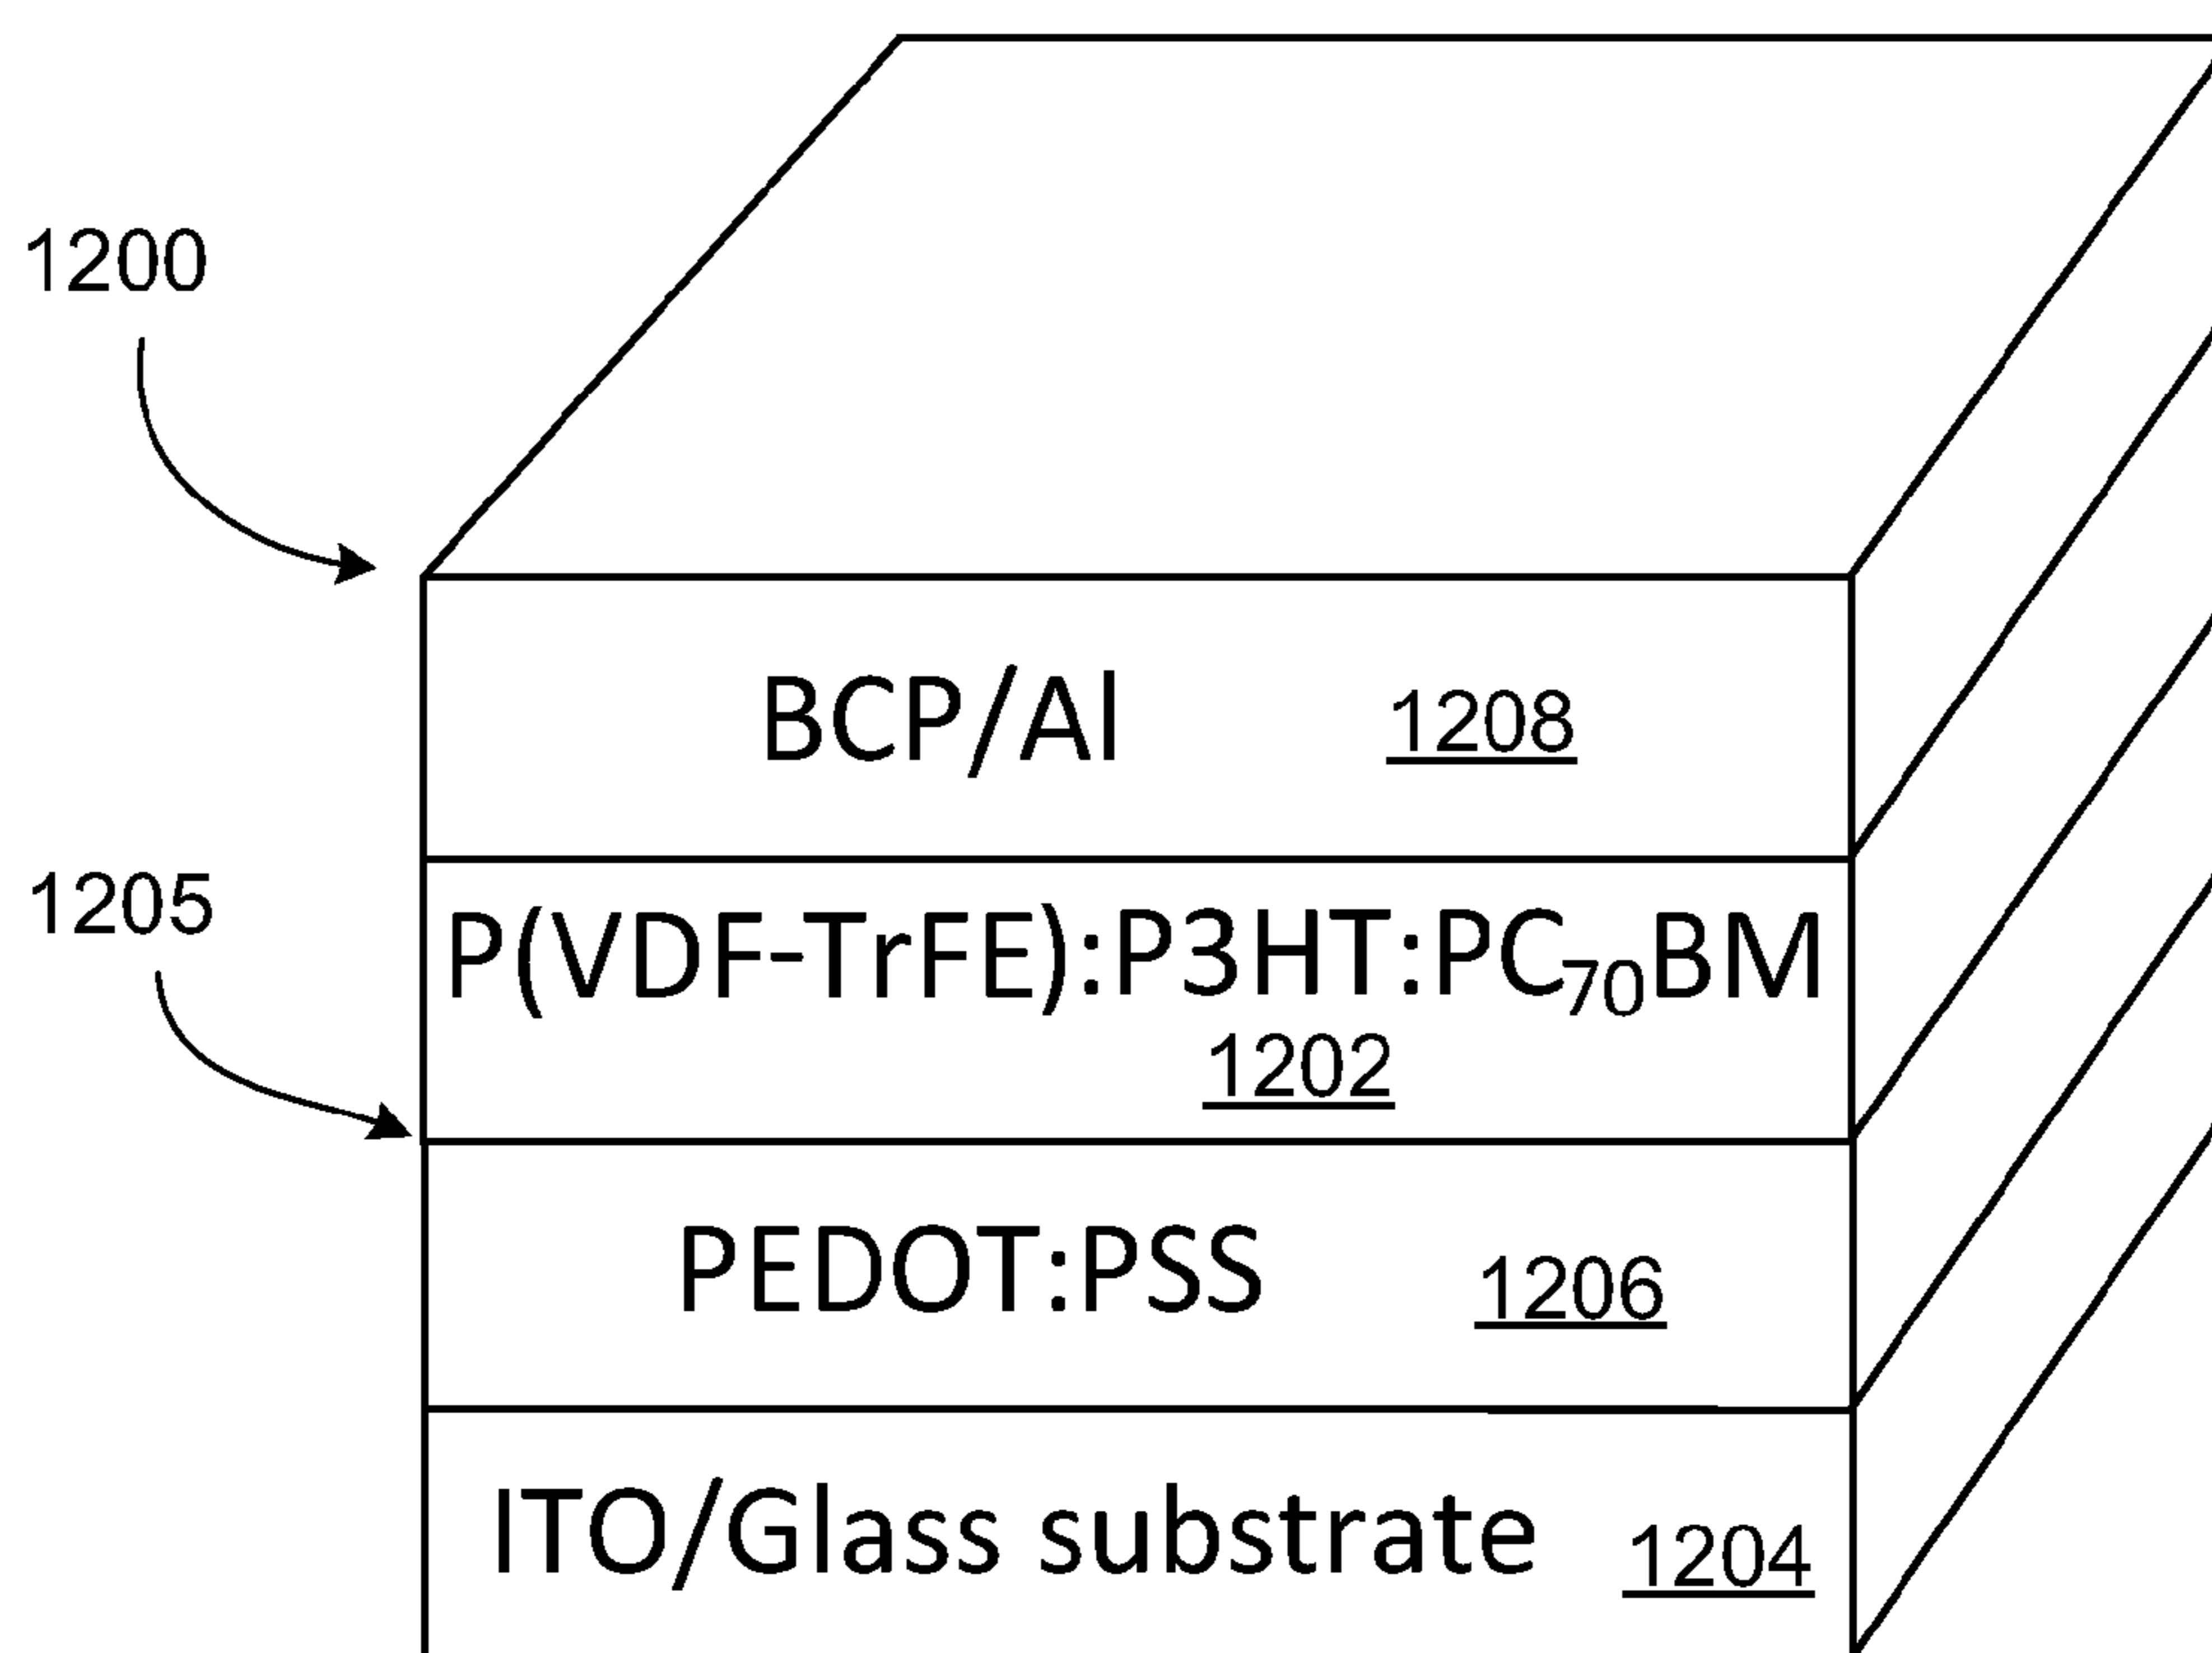 1200
BCP/Al 1208
1205
P(VDF-TrFE):P3HT:PC₇₀BM
1202
PEDOT:PSS 1206
ITO/Glass substrate 1204